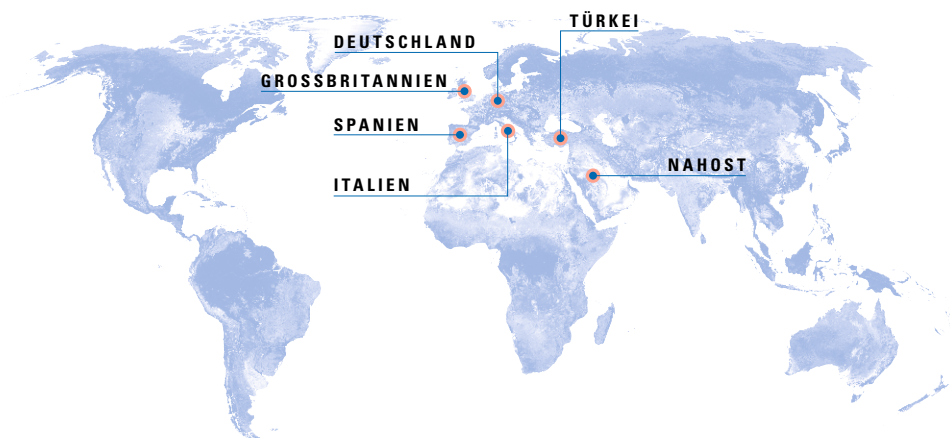 TÜRKEI
DEUTSCHLAND
GROSSBRITANNIEN
SPANIEN
NAHOST
ITALIEN